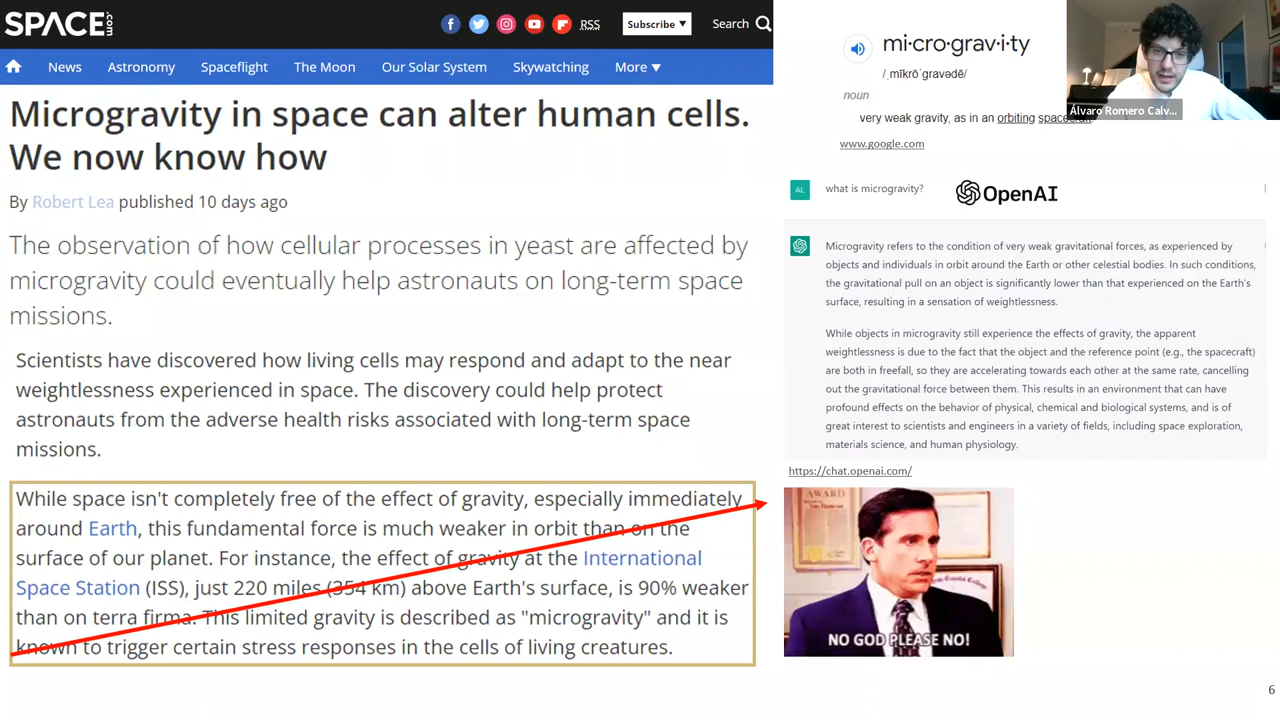 SPACE.com
RSS
Subscribe ▼
Search
News
Astronomy
Spaceflight
The Moon
Our Solar System
Skywatching
More ▼
Microgravity in space can alter human cells.
We now know how
By Robert Lea published 10 days ago
The observation of how cellular processes in yeast are affected by
microgravity could eventually help astronauts on long-term space
missions.
Scientists have discovered how living cells may respond and adapt to the near
weightlessness experienced in space. The discovery could help protect
astronauts from the adverse health risks associated with long-term space
missions.
While space isn't completely free of the effect of gravity, especially immediately
around Earth, this fundamental force is much weaker in orbit than on the
surface of our planet. For instance, the effect of gravity at the International
Space Station (ISS), just 220 miles (354 km) above Earth's surface, is 90% weaker
than on terra firma. This limited gravity is described as "microgravity" and it is
known to trigger certain stress responses in the cells of living creatures.
mi·cro·grav·i·ty
/ˌmīkrōˈɡravədē/
noun
very weak gravity, as in an orbiting spacecraft.
www.google.com
Álvaro Romero Calv...
AL
what is microgravity?
OpenAI
Microgravity refers to the condition of very weak gravitational forces, as experienced by
objects and individuals in orbit around the Earth or other celestial bodies. In such conditions,
the gravitational pull on an object is significantly lower than that experienced on the Earth's
surface, resulting in a sensation of weightlessness.
While objects in microgravity still experience the effects of gravity, the apparent
weightlessness is due to the fact that the object and the reference point (e.g., the spacecraft)
are both in freefall, so they are accelerating towards each other at the same rate, cancelling
out the gravitational force between them. This results in an environment that can have
profound effects on the behavior of physical, chemical and biological systems, and is of
great interest to scientists and engineers in a variety of fields, including space exploration,
materials science, and human physiology.
https://chat.openai.com/
AWARD
NO GOD PLEASE NO!
6